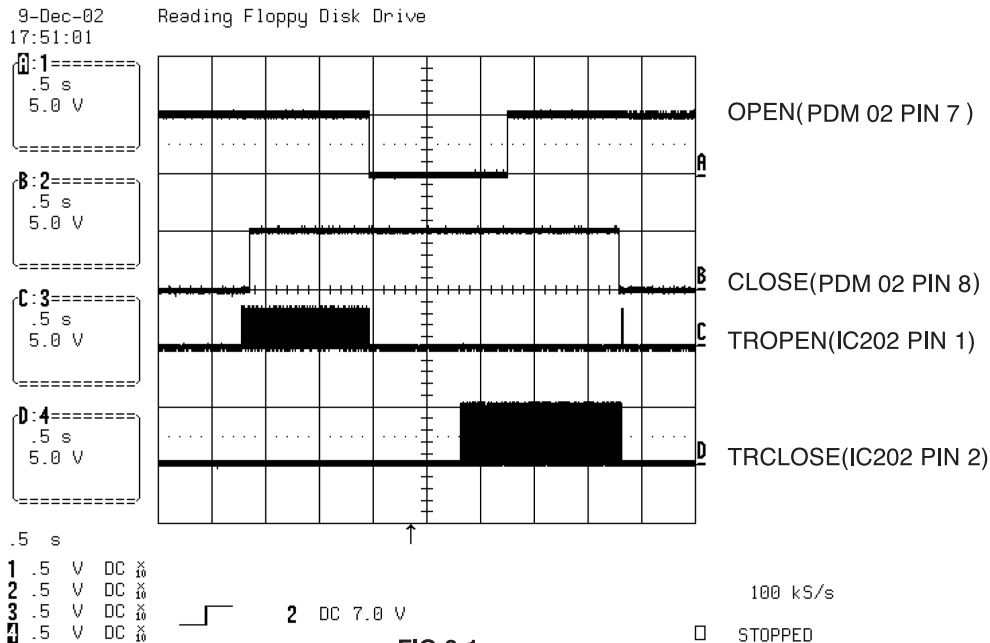 9-Dec-02
17:51:01
Reading Floppy Disk Drive
A:1
.5 s
5.0 V
B:2
.5 s
5.0 V
C:3
.5 s
5.0 V
D:4
.5 s
5.0 V
A
B
C
D
OPEN(PDM 02 PIN 7 )
CLOSE(PDM 02 PIN 8)
TROPEN(IC202 PIN 1)
TRCLOSE(IC202 PIN 2)
.5 s
1 .5 V DC X10
2 .5 V DC X10
3 .5 V DC X10
4 .5 V DC X10
2 DC 7.0 V
100 kS/s
STOPPED